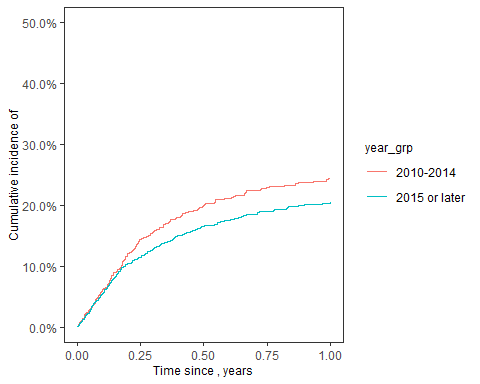 Cumulative incidence of
50.0%
40.0%
30.0%
20.0%
10.0%
0.0%
0.00 0.25 0.50 0.75 1.00
Time since , years
year_grp
2010-2014
2015 or later